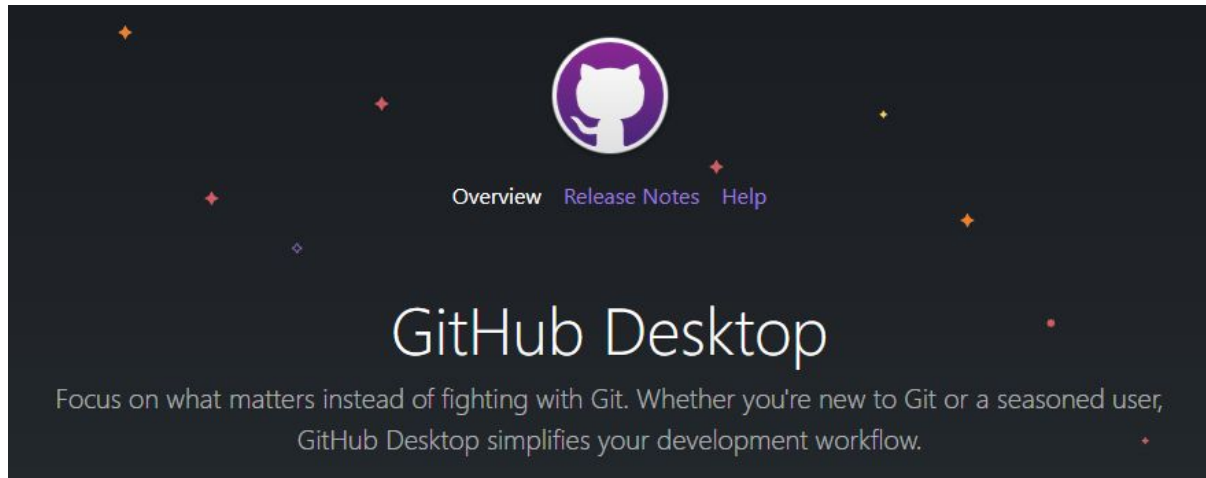 Overview Release Notes Help
GitHub Desktop
Focus on what matters instead of fighting with Git. Whether you're new to Git or a seasoned user,
GitHub Desktop simplifies your development workflow.